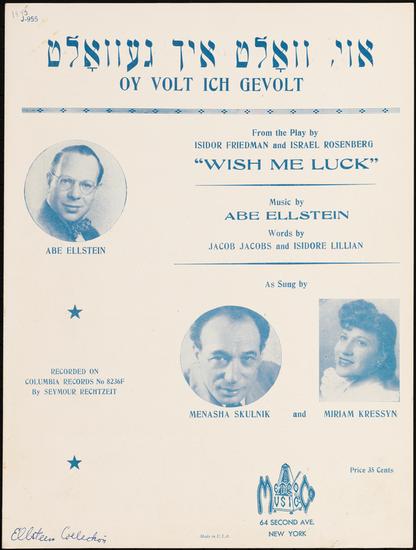 J-955
אוי, וואָלט איך געוואָלט
OY VOLT ICH GEVOLT
From the Play by
ISIDOR FRIEDMAN and ISRAEL ROSENBERG
“WISH ME LUCK”
Music by
ABE ELLSTEIN
Words by
JACOB JACOBS and ISIDORE LILLIAN
ABE ELLSTEIN
As Sung by
MENASHA SKULNIK and MIRIAM KRESSYN
RECORDED ON
COLUMBIA RECORDS No 8236F
By SEYMOUR RECHTZEIT
Price 35 Cents
METRO MUSIC CO
64 SECOND AVE.
NEW YORK
Made in U.S.A.
Ellstein Collection